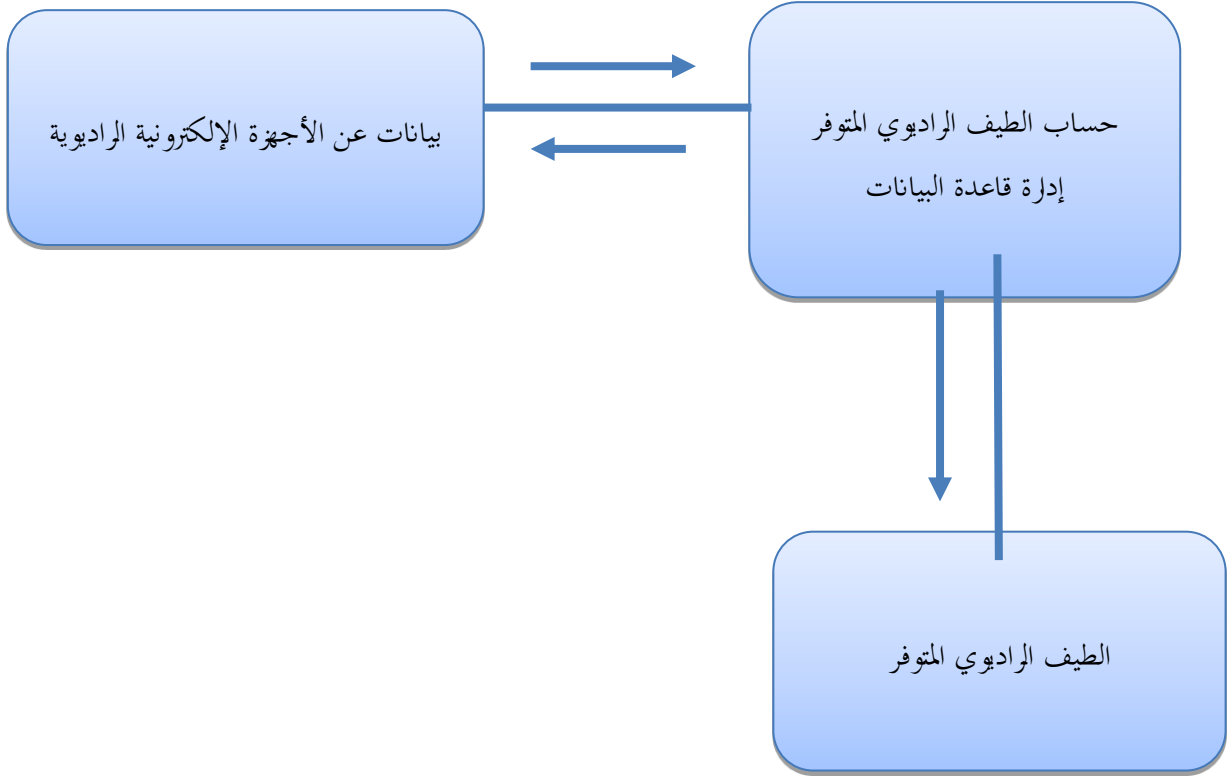 حساب الطيف الراديوي المتوفر
إدارة قاعدة البيانات
بيانات عن الأجهزة الإلكترونية الراديوية
الطيف الراديوي المتوفر